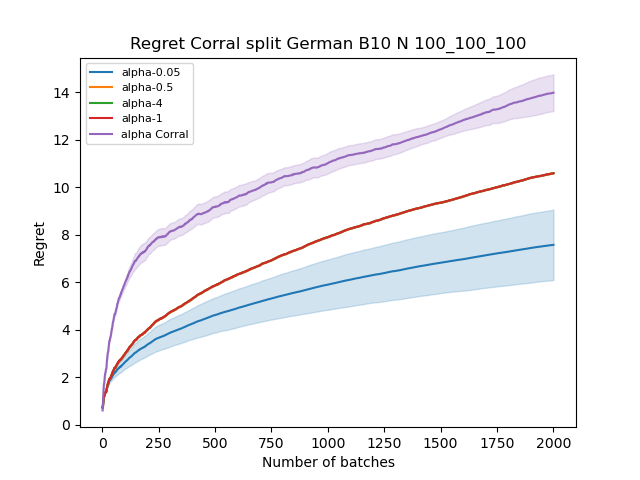 Regret Corral split German B10 N 100_100_100
alpha-0.05
alpha-0.5
alpha-4
alpha-1
alpha Corral
Regret
14
12
10
8
6
4
2
0
0 250 500 750 1000 1250 1500 1750 2000
Number of batches